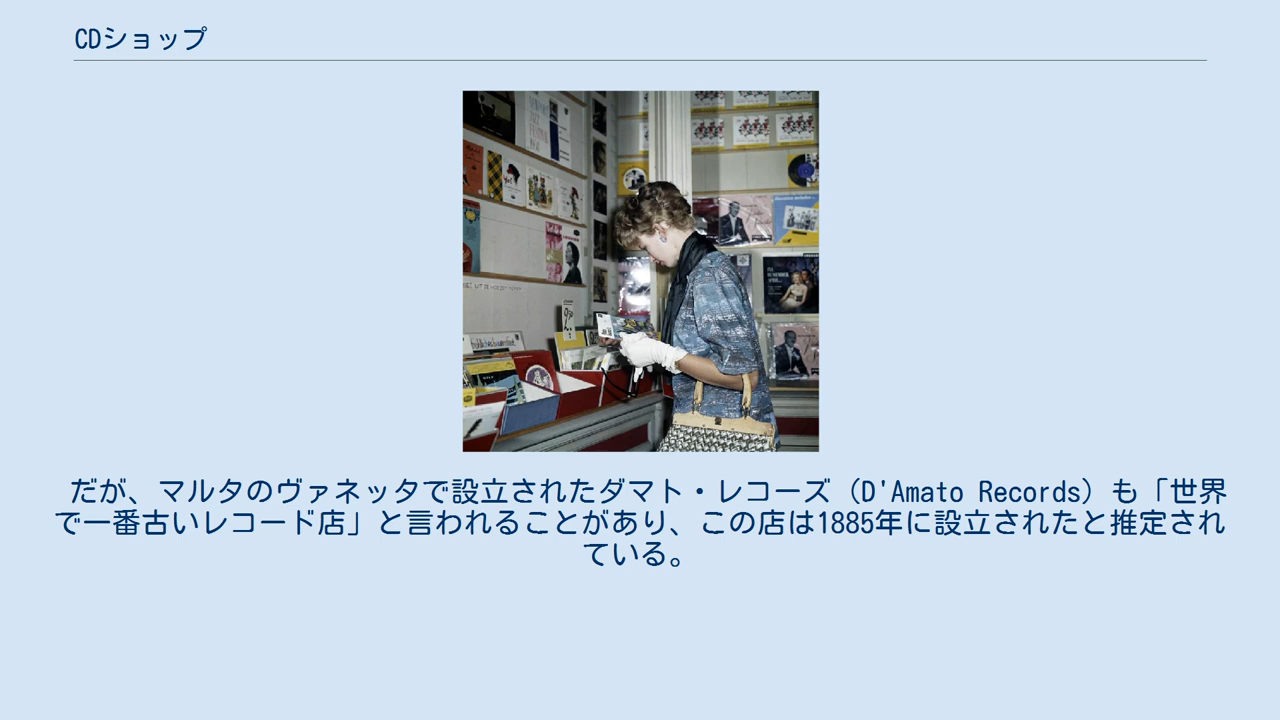 CDショップ
だが、マルタのヴァネッタで設立されたダマト・レコーズ（D'Amato Records）も「世界
で一番古いレコード店」と言われることがあり、この店は1885年に設立されたと推定され
ている。